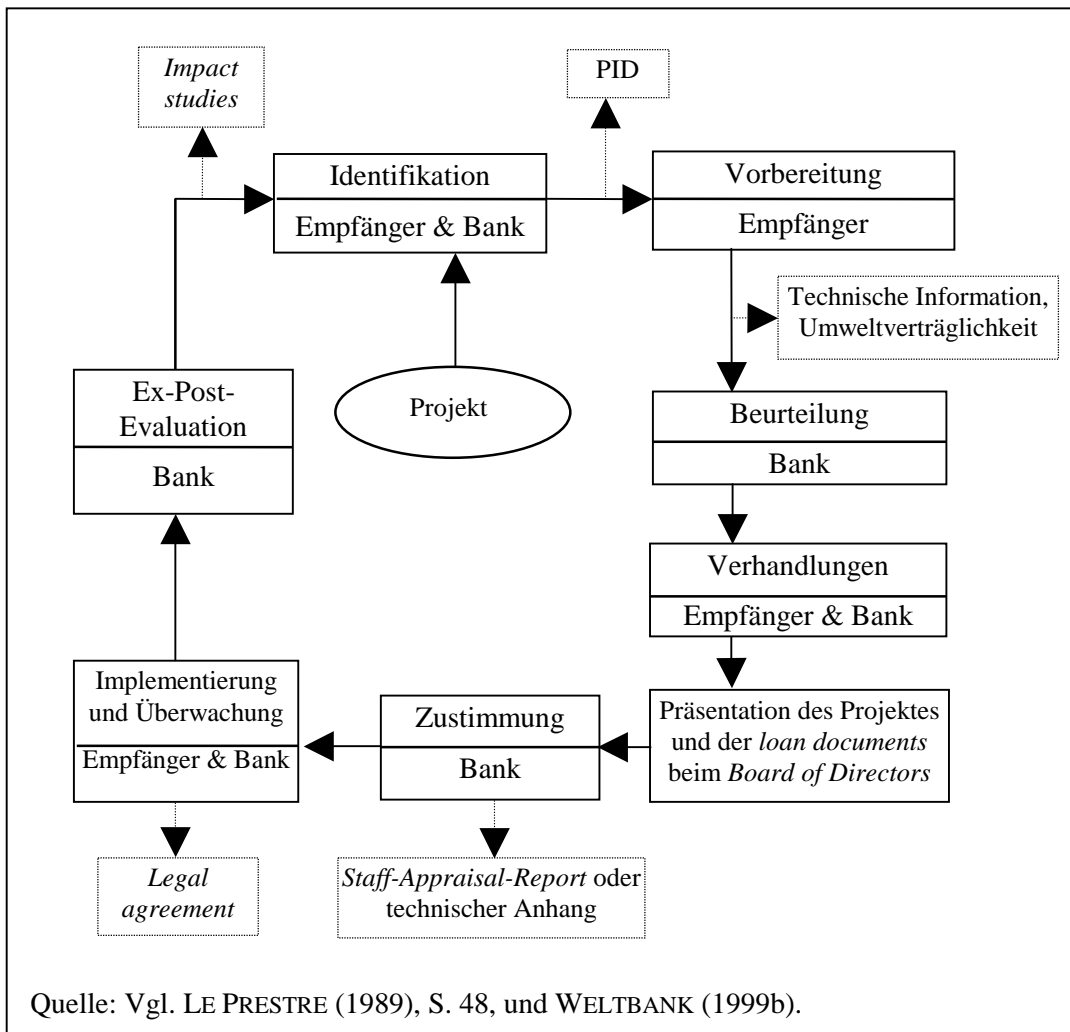 Impact
studies
PID
Identifikation
Empfänger & Bank
Vorbereitung
Empfänger
Technische Information,
Umweltverträglichkeit
Ex-Post-
Evaluation
Bank
Projekt
Beurteilung
Bank
Verhandlungen
Empfänger & Bank
Implementierung
und Überwachung
Empfänger & Bank
Zustimmung
Bank
Präsentation des Projektes
und der loan documents
beim Board of Directors
Legal
agreement
Staff-Appraisal-Report oder
technischer Anhang
Quelle: Vgl. LE PRESTRE (1989), S. 48, und WELTBANK (1999b).